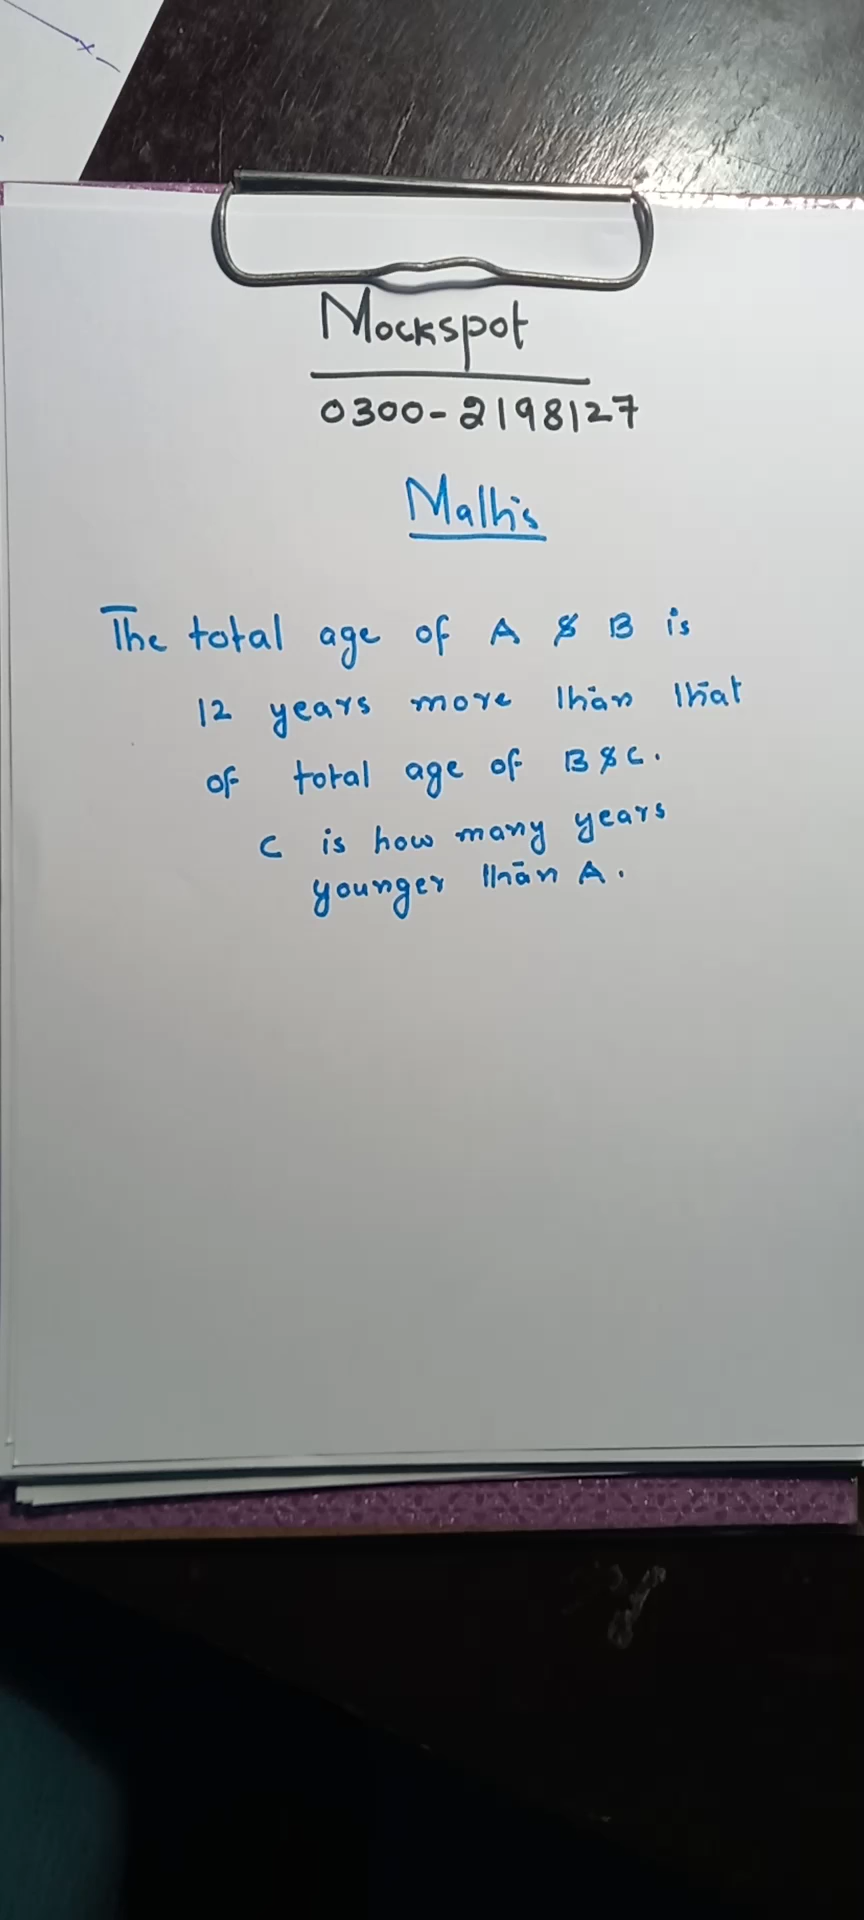 Mockspot
0300-2198127
Maths
The total age of A & B is
12 years more than that
of total age of B & C.
C is how many years
younger than A.